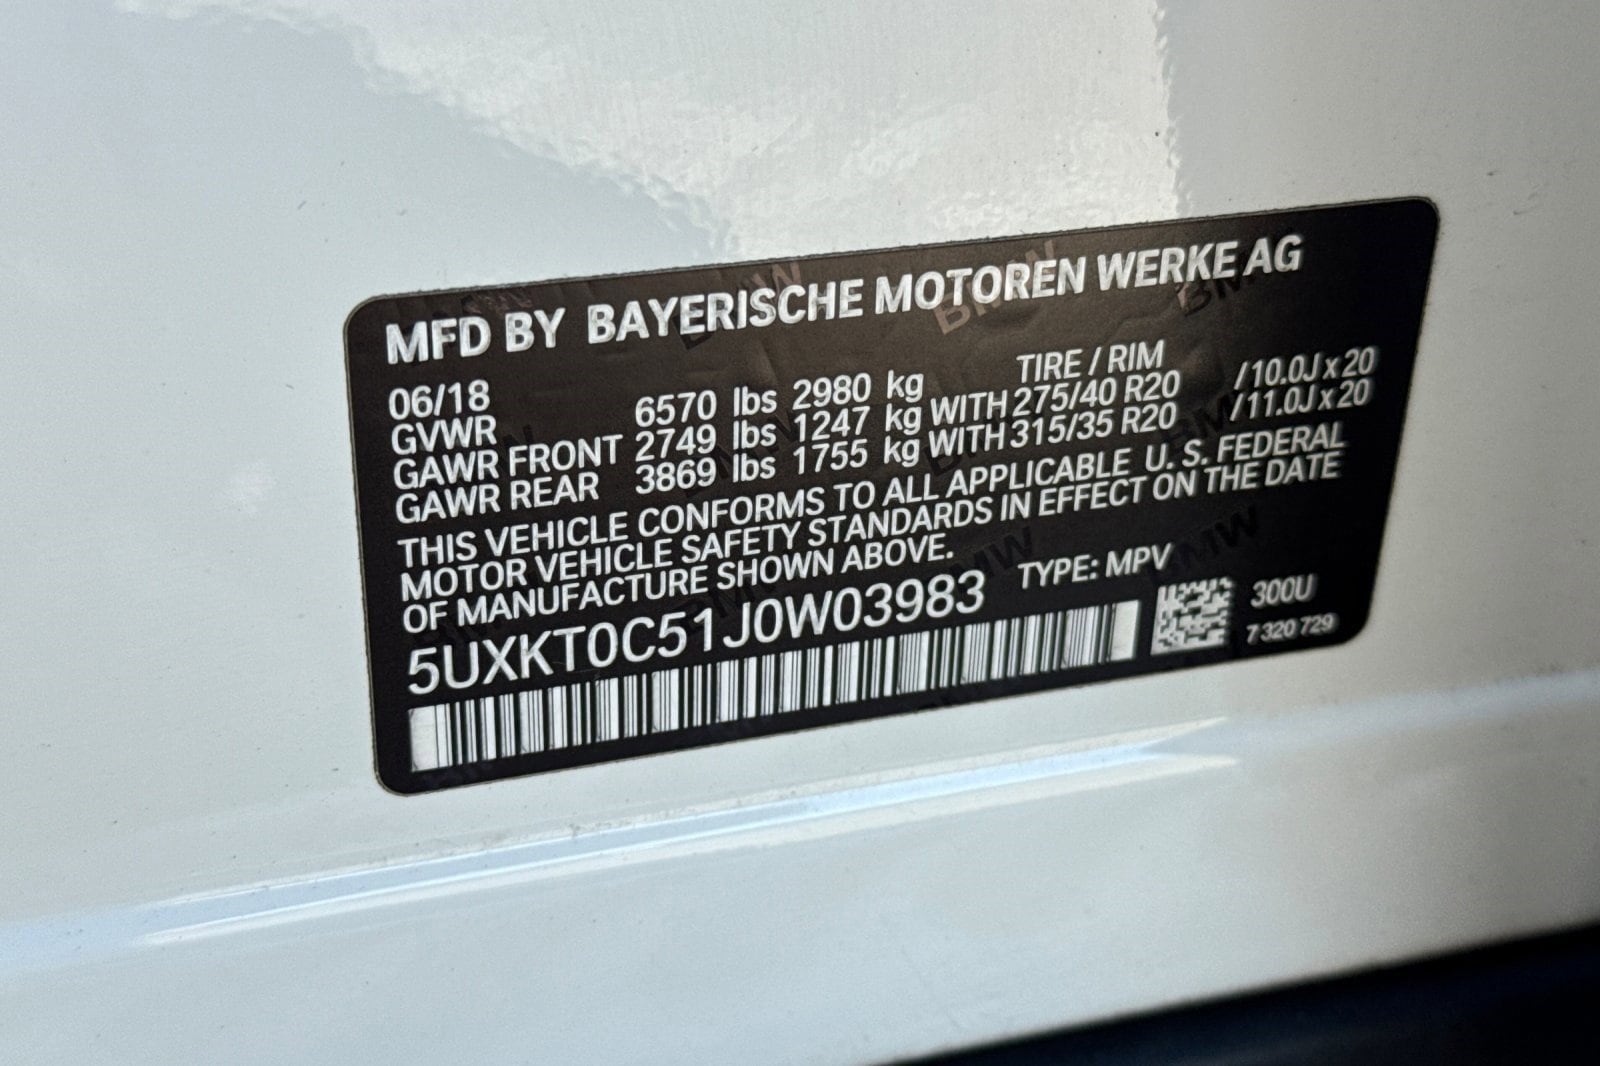 MFD BY BAYERISCHE MOTOREN WERKE AG
06/18 TIRE / RIM
GVWR 6570 lbs 2980 kg
GAWR FRONT 2749 lbs 1247 kg WITH 275/40 R20 /10.0J x 20
GAWR REAR 3869 lbs 1755 kg WITH 315/35 R20 /11.0J x 20
THIS VEHICLE CONFORMS TO ALL APPLICABLE U. S. FEDERAL
MOTOR VEHICLE SAFETY STANDARDS IN EFFECT ON THE DATE
OF MANUFACTURE SHOWN ABOVE.
5UXKT0C51J0W03983 TYPE: MPV
300U
7 320 729